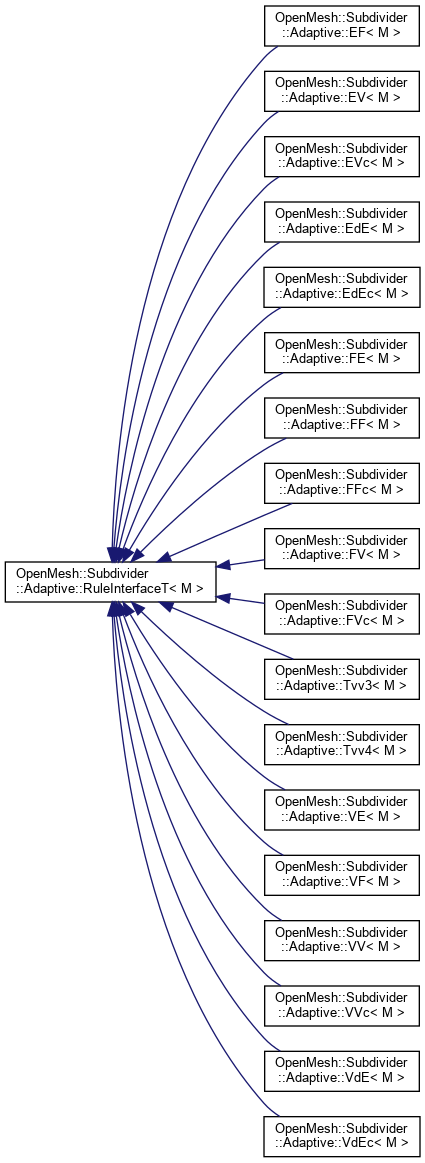 OpenMesh::Subdivider
::Adaptive::EF< M >
OpenMesh::Subdivider
::Adaptive::EV< M >
OpenMesh::Subdivider
::Adaptive::EVc< M >
OpenMesh::Subdivider
::Adaptive::EdE< M >
OpenMesh::Subdivider
::Adaptive::EdEc< M >
OpenMesh::Subdivider
::Adaptive::FE< M >
OpenMesh::Subdivider
::Adaptive::FF< M >
OpenMesh::Subdivider
::Adaptive::FFc< M >
OpenMesh::Subdivider
::Adaptive::FV< M >
OpenMesh::Subdivider
::Adaptive::RuleInterfaceT< M >
OpenMesh::Subdivider
::Adaptive::FVc< M >
OpenMesh::Subdivider
::Adaptive::Tvv3< M >
OpenMesh::Subdivider
::Adaptive::Tvv4< M >
OpenMesh::Subdivider
::Adaptive::VE< M >
OpenMesh::Subdivider
::Adaptive::VF< M >
OpenMesh::Subdivider
::Adaptive::VV< M >
OpenMesh::Subdivider
::Adaptive::VVc< M >
OpenMesh::Subdivider
::Adaptive::VdE< M >
OpenMesh::Subdivider
::Adaptive::VdEc< M >